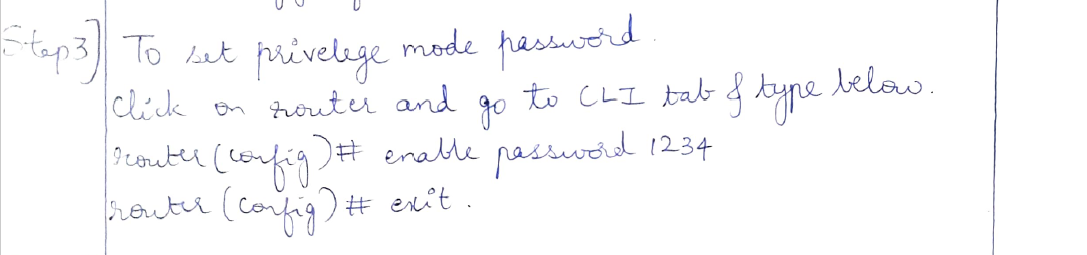 Step3] To set privelege mode password.
Click on router and go to CLI tab & type below.
router (config)# enable password 1234
router (config)# exit.